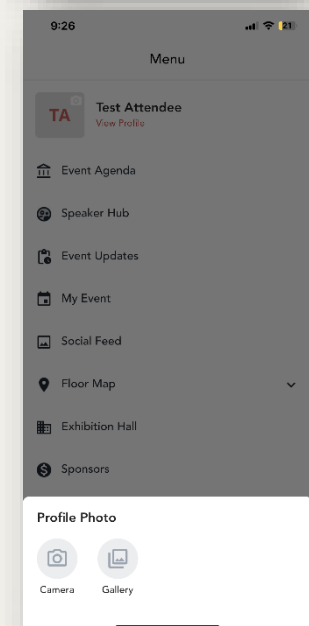 9:26
21
Menu
TA
Test Attendee
View Profile
Event Agenda
Speaker Hub
Event Updates
My Event
Social Feed
Floor Map
Exhibition Hall
Sponsors
Profile Photo
Camera
Gallery